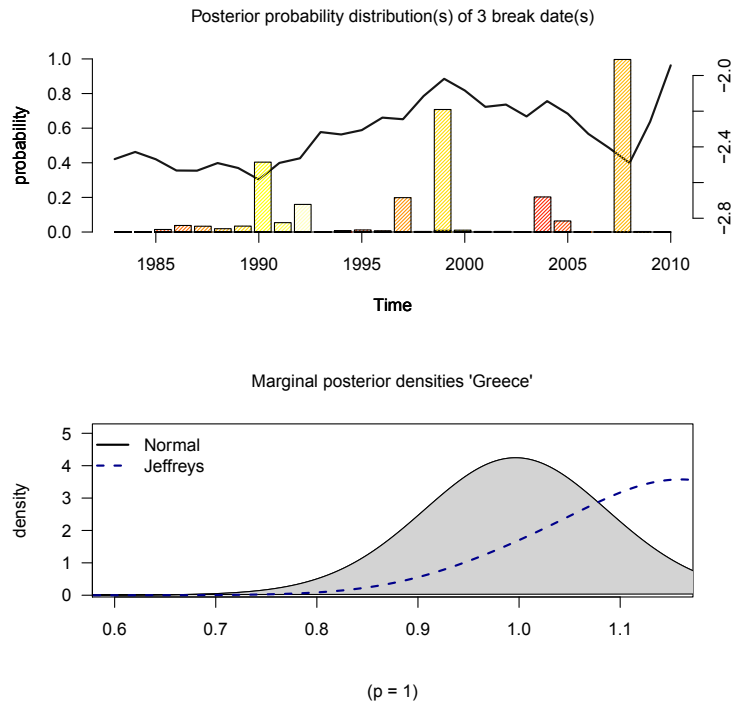 Posterior probability distribution(s) of 3 break date(s)
probability
1.0
0.8
0.6
0.4
0.2
0.0
−2.0
−2.4
−2.8
1985 1990 1995 2000 2005 2010
Time
Marginal posterior densities 'Greece'
density
5
4
3
2
1
0
Normal
Jeffreys
0.6 0.7 0.8 0.9 1.0 1.1
(p = 1)